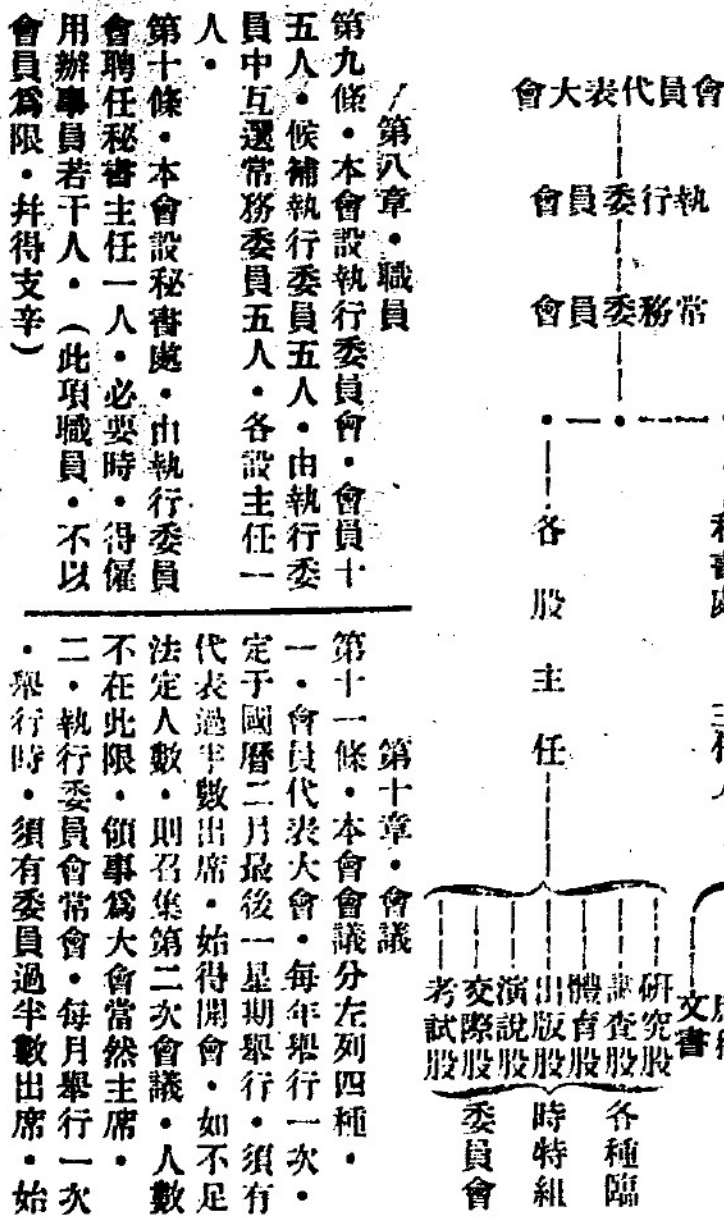 會員代表大會
執行委員會
常務委員會
各股主任
文書
研究股
調查股
體育股
出版股
演說股
交際股
考試股
各種臨
時特組
委員會
第八章・職員
第九條・本會設執行委員會・會員十
五人・候補執行委員五人・由執行委
員中互選常務委員五人・各設主任一
人・
第十條・本會設秘書處・由執行委員
會聘任秘書主任一人・必要時・得僱
用辦事員若干人・(此項職員・不以
會員爲限・幷得支辛)
第十章・會議
第十一條・本會會議分左列四種・
一・會員代表大會・每年舉行一次・
定于國曆二月最後一星期舉行・須有
代表過半數出席・始得開會・如不足
法定人數・則召集第二次會議・人數
不在此限・領事爲大會當然主席・
二・執行委員會常會・每月舉行一次
・舉行時・須有委員過半數出席・始